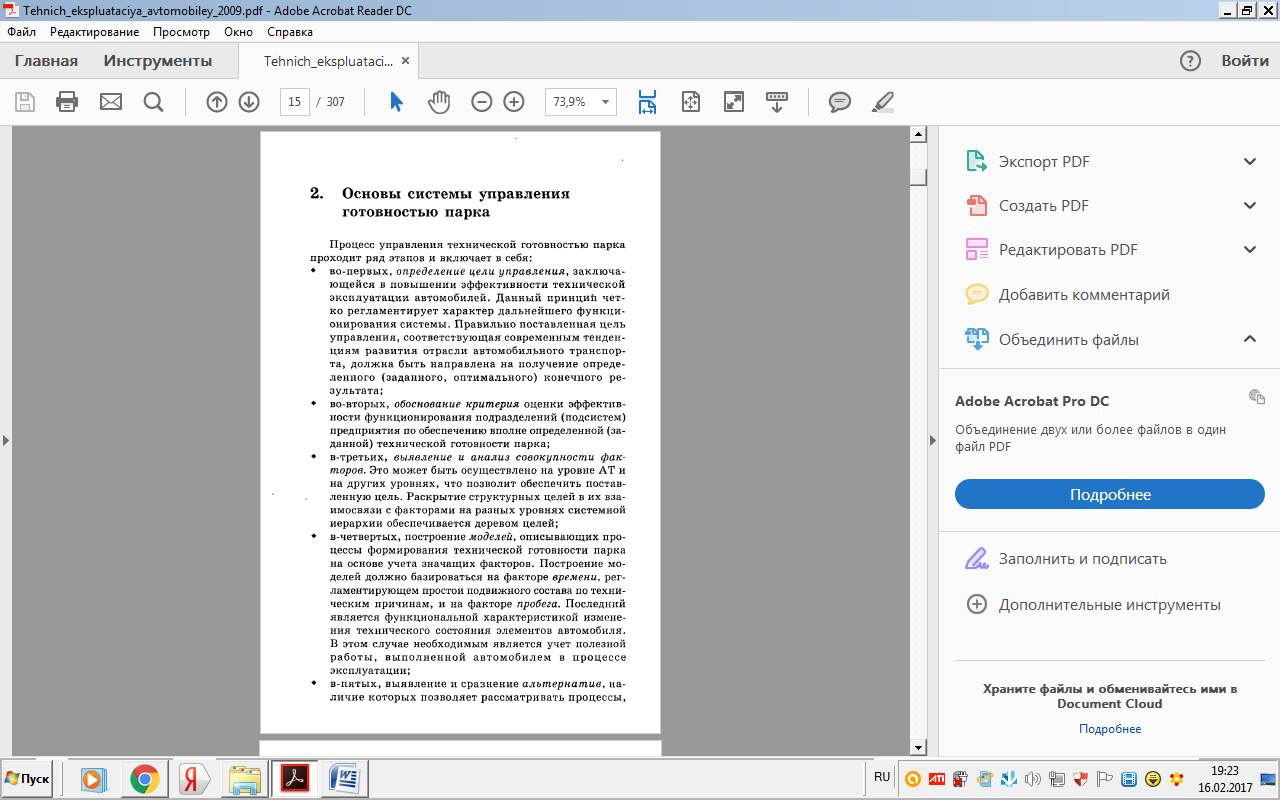 Tehnich_ekspluataciya_avtomobiley_2009.pdf - Adobe Acrobat Reader DC
Файл Редактирование Просмотр Окно Справка
Главная Инструменты Tehnich_ekspluataci... × ? Войти
15 / 307 73,9%
2. Основы системы управления
готовностью парка
Процесс управления технической готовностью парка
проходит ряд этапов и включает в себя:
во-первых, определение цели управления, заключа-
ющейся в повышении эффективности технической
эксплуатации автомобилей. Данный принцип чет-
ко регламентирует характер дальнейшего функци-
онирования системы. Правильно поставленная цель
управления, соответствующая современным тенден-
циям развития отрасли автомобильного транспор-
та, должна быть направлена на получение опреде-
ленного (заданного, оптимального) конечного ре-
зультата;
во-вторых, обоснование критерия оценки эффектив-
ности функционирования подразделений (подсистем)
предприятия по обеспечению вполне определенной (за-
данной) технической готовности парка;
в-третьих, выявление и анализ совокупности фак-
торов. Это может быть осуществлено на уровне АТ и
на других уровнях, что позволит обеспечить постав-
ленную цель. Раскрытие структурных целей в их вза-
имосвязи с факторами на разных уровнях системной
иерархии обеспечивается деревом целей;
в-четвертых, построение моделей, описывающих про-
цессы формирования технической готовности парка
на основе учета значащих факторов. Построение мо-
делей должно базироваться на факторе времени, рег-
ламентирующем простои подвижного состава по техни-
ческим причинам, и на факторе пробега. Последний
является функциональной характеристикой измене-
ния технического состояния элементов автомобиля.
В этом случае необходимым является учет полезной
работы, выполненной автомобилем в процессе
эксплуатации;
в-пятых, выявление и сравнение альтернатив, на-
личие которых позволяет рассматривать процессы,
Экспорт PDF
Создать PDF
Редактировать PDF
Добавить комментарий
Объединить файлы
Adobe Acrobat Pro DC
Объединение двух или более файлов в один
файл PDF
Подробнее
Заполнить и подписать
Дополнительные инструменты
Храните файлы и обменивайтесь ими в
Document Cloud
Подробнее
Пуск Я W RU ATI 19:23
16.02.2017